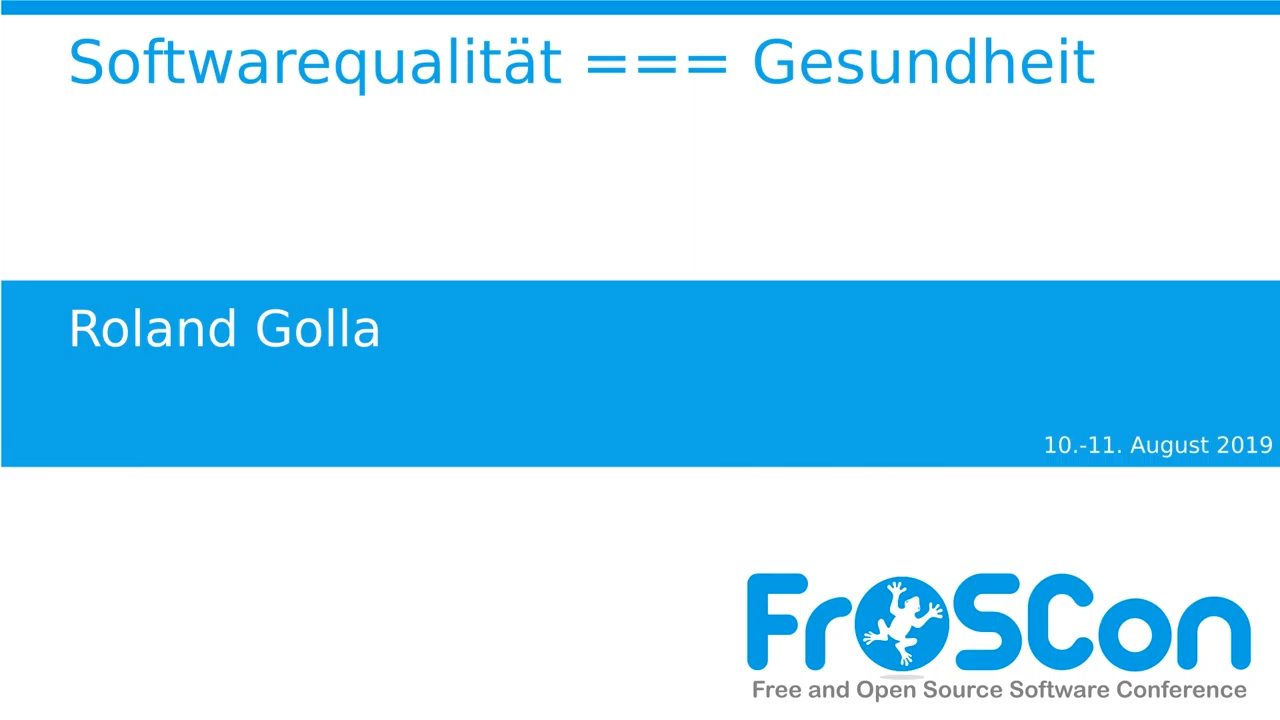 Softwarequalität === Gesundheit
Roland Golla
10.-11. August 2019
FrOSCon
Free and Open Source Software Conference